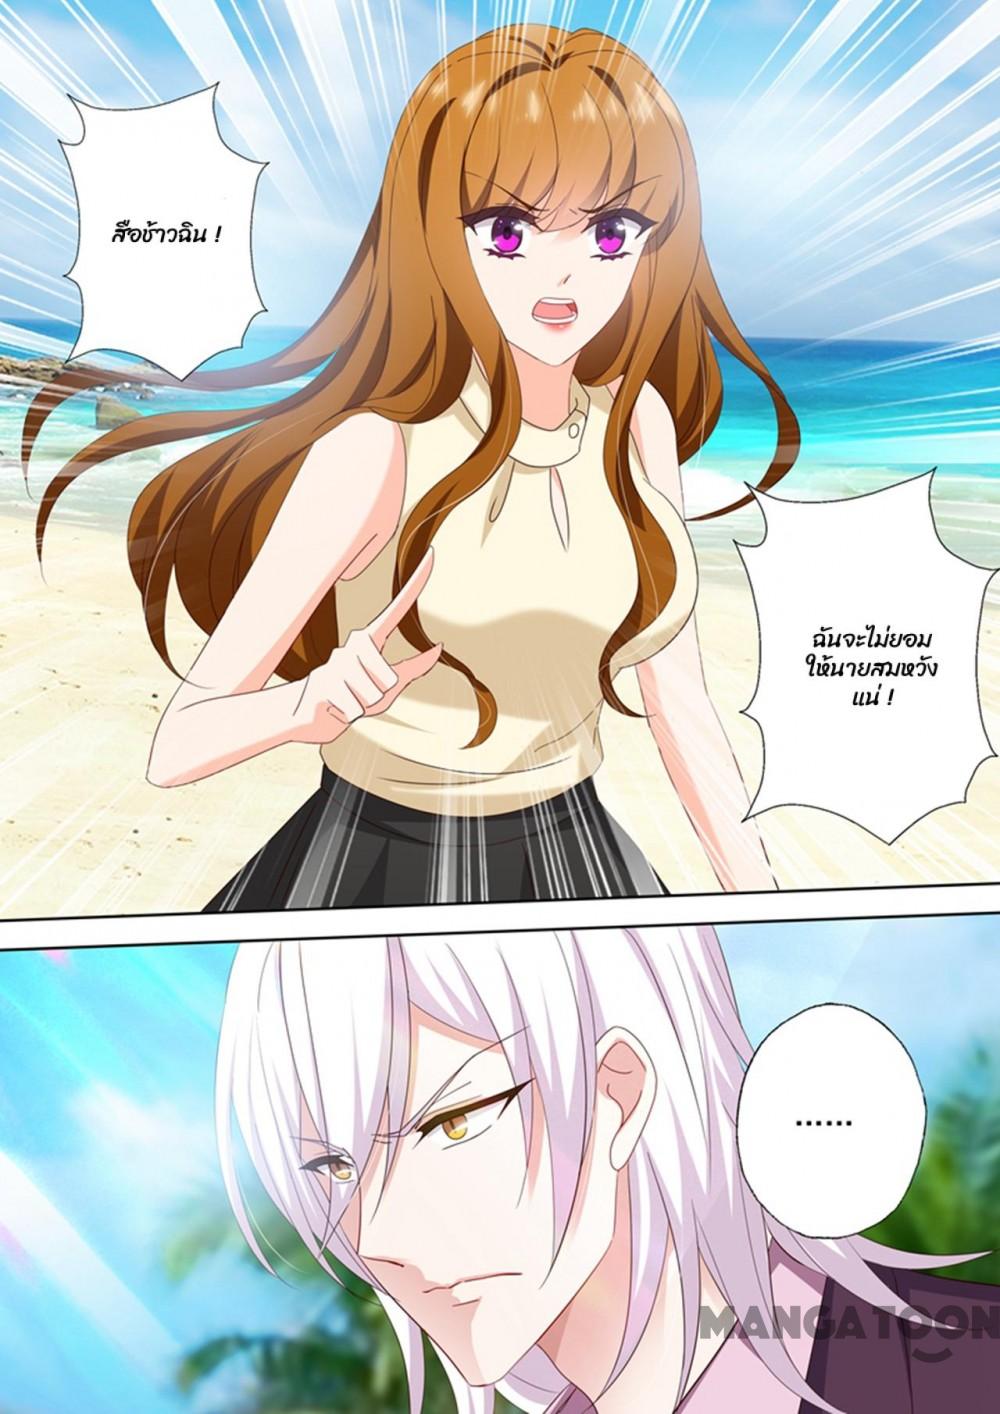 สือช้าวฉิน !
ฉันจะไม่ยอม
ให้นายสมหวัง
แน่ !
......
MANGATOON